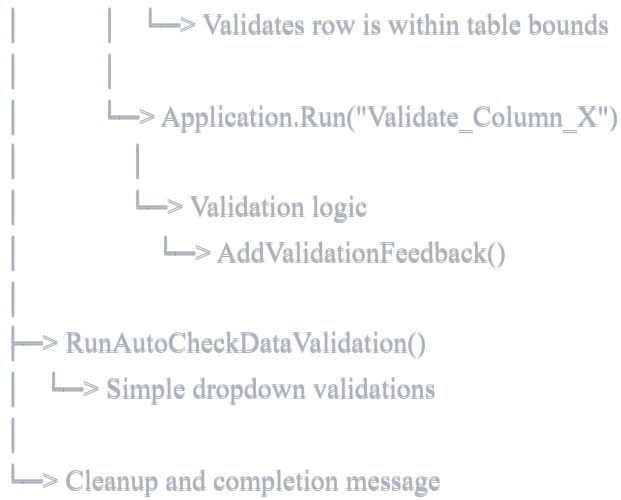 │ │ └─> Validates row is within table bounds
│ │
│ └─> Application.Run("Validate_Column_X")
│ │
│ └─> Validation logic
│ └─> AddValidationFeedback()
│
├─> RunAutoCheckDataValidation()
│ └─> Simple dropdown validations
│
└─> Cleanup and completion message